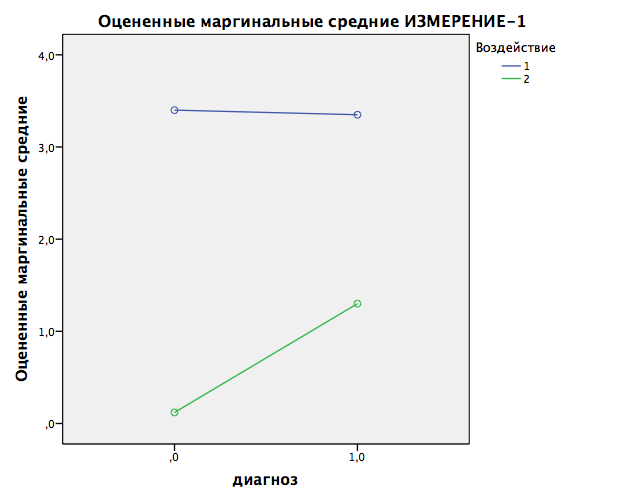 Оцененные маргинальные средние ИЗМЕРЕНИЕ-1
Воздействие
1
2
Оцененные маргинальные средние
4,0
3,0
2,0
1,0
,0
,0
1,0
диагноз